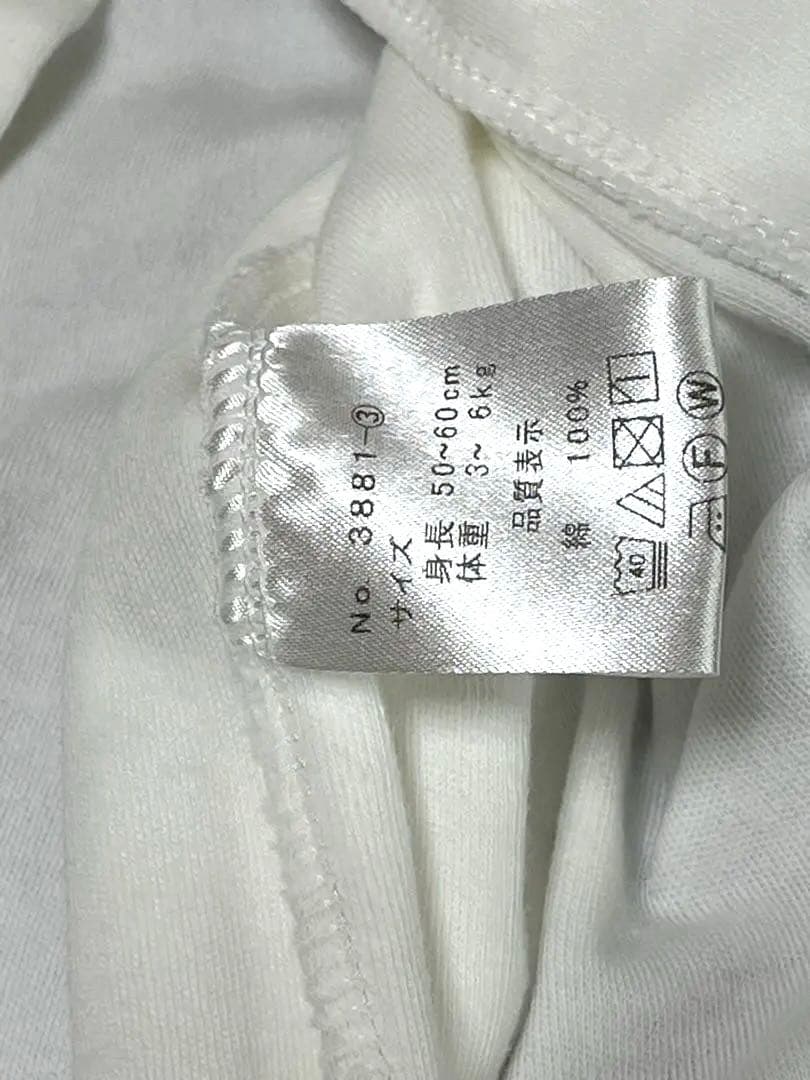 No. 3881-③
サイズ
身長 50~60cm
体重 3~ 6kg
品質表示
綿 100%
40
F W